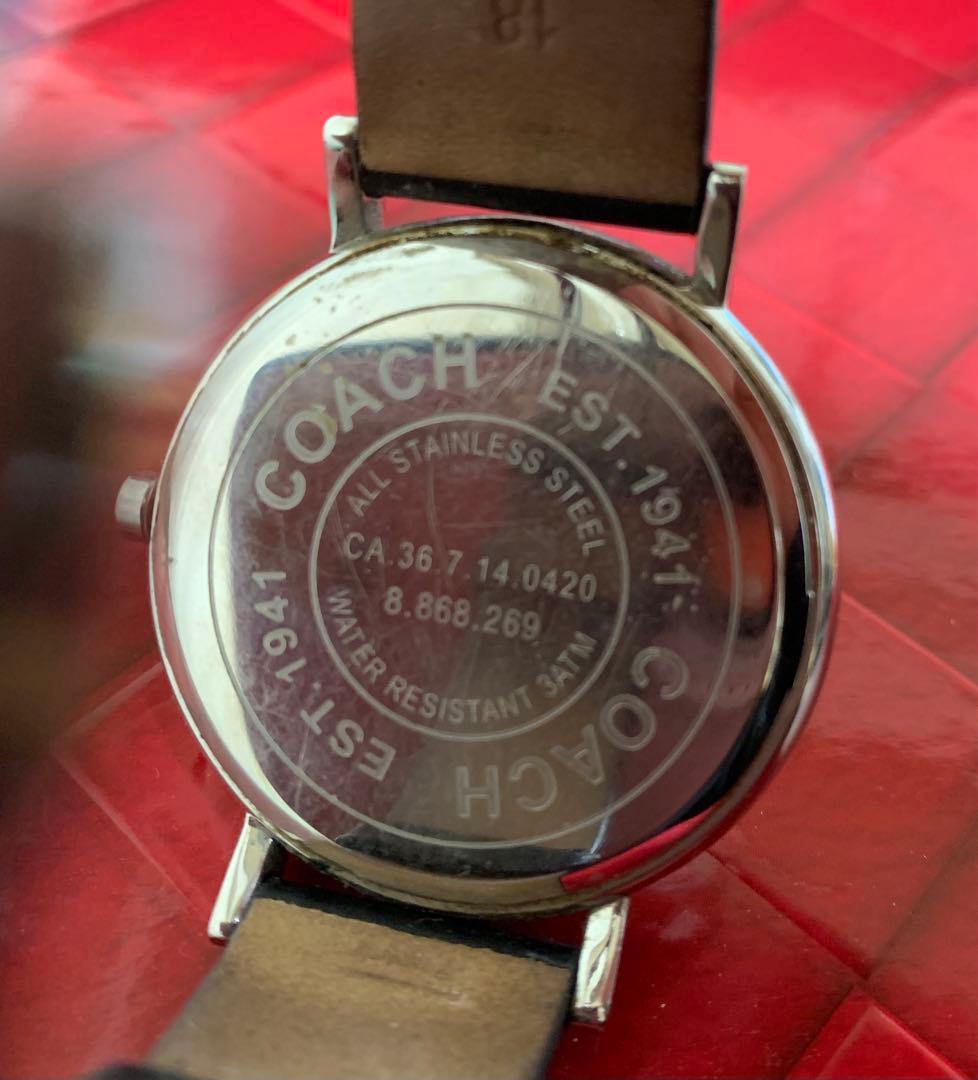 18
COACH EST. 1941 COACH EST. 1941
ALL STAINLESS STEEL
CA.36.7.14.0420
8.868.269
WATER RESISTANT 3ATM